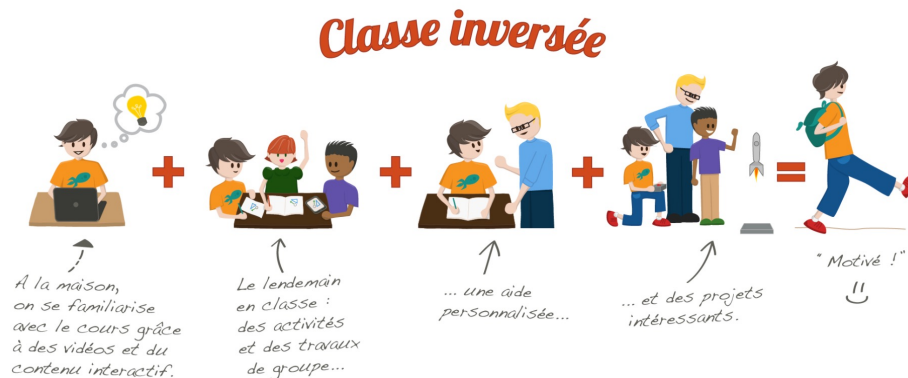 Classe inversée
A la maison,
on se familiarise
avec le cours grâce
à des vidéos et du
contenu interactif.
Le lendemain
en classe :
des activités
et des travaux
de groupe...
... une aide
personnalisée...
... et des projets
intéressants.
" Motivé !"